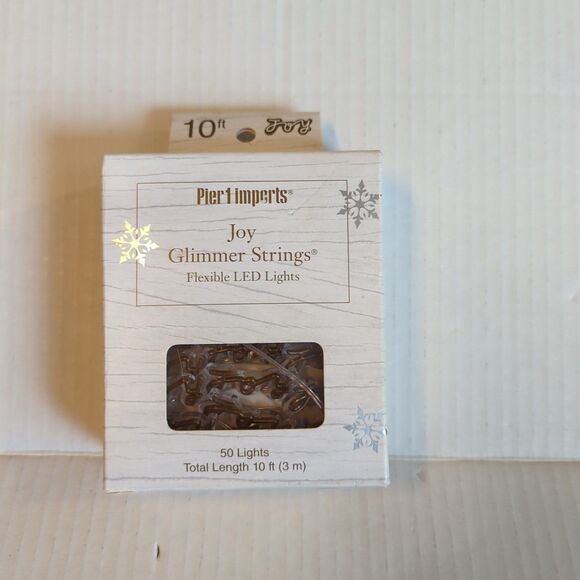 10ft Joy
Pier 1 imports®
Joy
Glimmer Strings®
Flexible LED Lights
50 Lights
Total Length 10 ft (3 m)